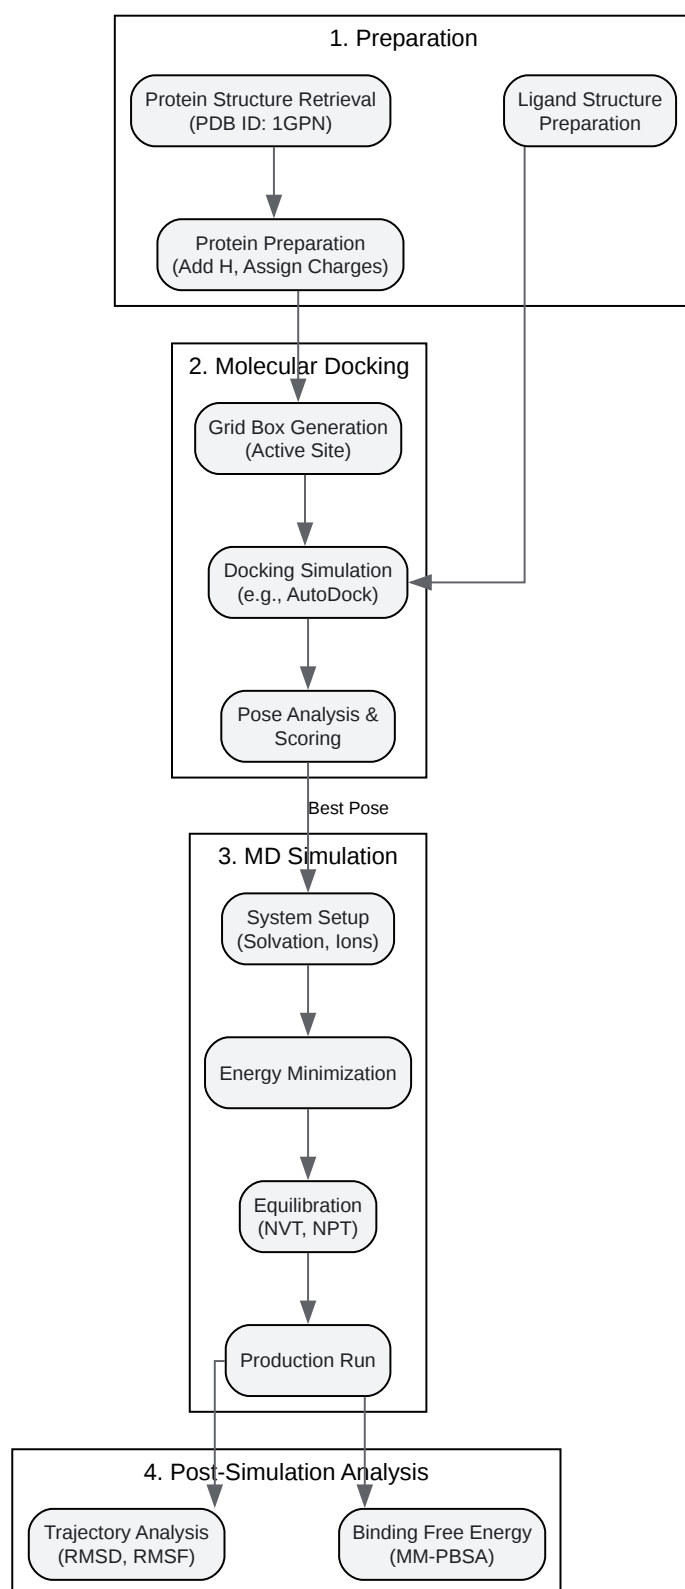 1. Preparation
Protein Structure Retrieval
(PDB ID: 1GPN)
Ligand Structure
Preparation
Protein Preparation
(Add H, Assign Charges)
2. Molecular Docking
Grid Box Generation
(Active Site)
Docking Simulation
(e.g., AutoDock)
Pose Analysis &
Scoring
Best Pose
3. MD Simulation
System Setup
(Solvation, Ions)
Energy Minimization
Equilibration
(NVT, NPT)
Production Run
4. Post-Simulation Analysis
Trajectory Analysis
(RMSD, RMSF)
Binding Free Energy
(MM-PBSA)